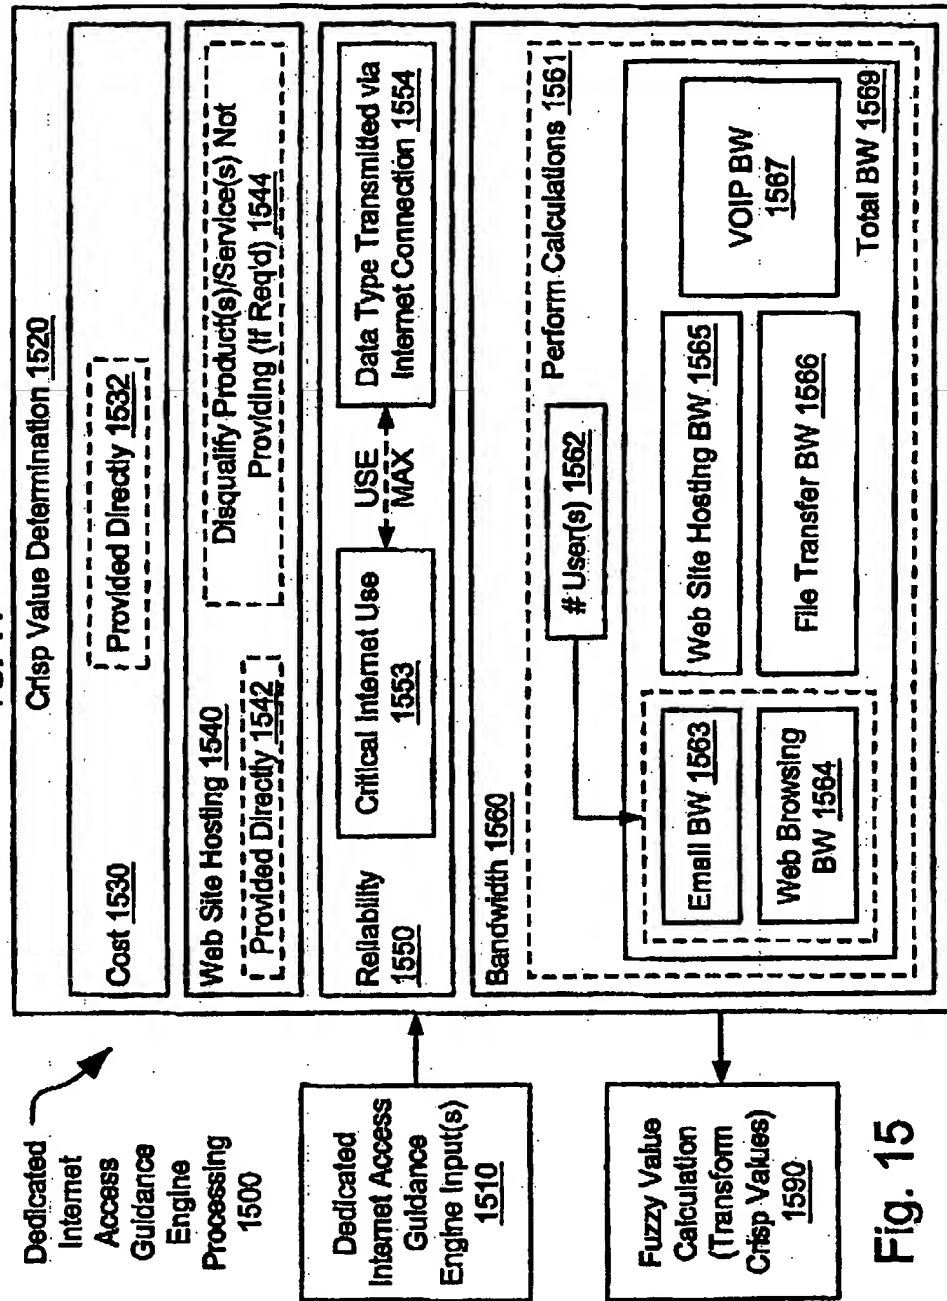 Dedicated
Internet
Access
Guidance
Engine
Processing
1500
Dedicated
Internet Access
Guidance
Engine Input(s)
1510
Fuzzy Value
Calculation
(Transform
Crisp Values)
1590
Fig. 15
Crisp Value Determination 1520
Cost 1530
Provided Directly 1532
Web Site Hosting 1540
Provided Directly 1542
Disqualify Product(s)/Service(s) Not
Providing (If Req'd) 1544
Reliability
1550
Critical Internet Use
1553
USE
MAX
Data Type Transmitted via
Internet Connection 1554
Bandwidth 1560
Perform Calculations 1561
# User(s) 1562
Email BW 1563
Web Browsing
BW 1564
Web Site Hosting BW 1565
File Transfer BW 1566
VOIP BW
1567
Total BW 1569